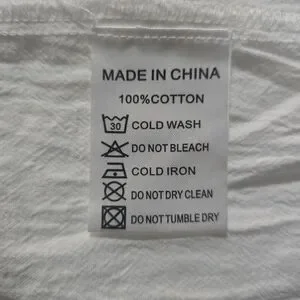 MADE IN CHINA
100%COTTON
30 COLD WASH
DO NOT BLEACH
COLD IRON
DO NOT DRY CLEAN
DO NOT TUMBLE DRY